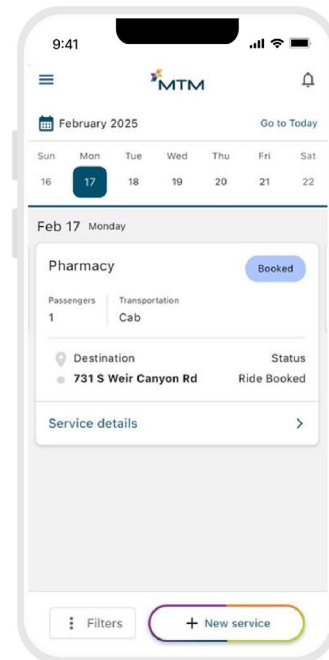 9:41
MTM
February 2025 Go to Today
Sun Mon Tue Wed Thu Fri Sat
16 17 18 19 20 21 22
Feb 17 Monday
Pharmacy Booked
Passengers Transportation
1 Cab
Destination Status
731 S Weir Canyon Rd Ride Booked
Service details
Filters + New service